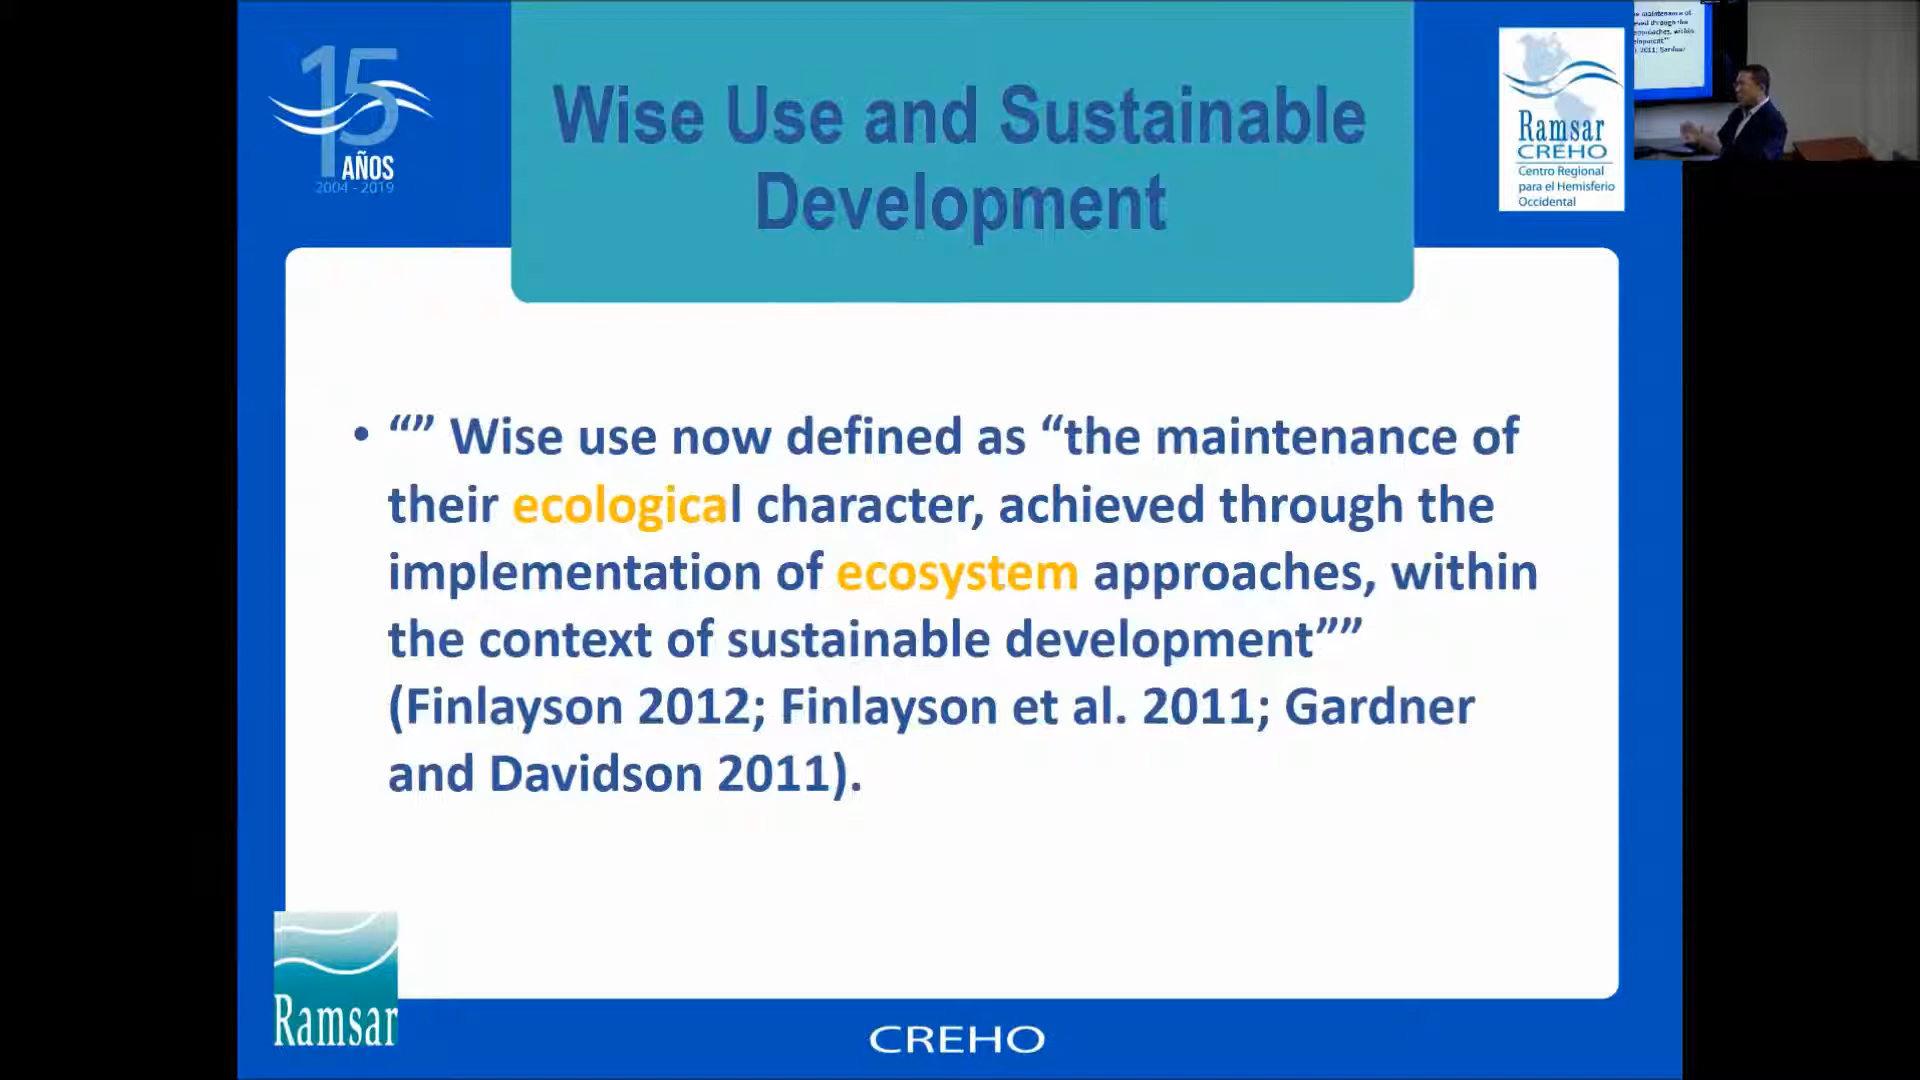 15
AÑOS
2004 - 2019
Wise Use and Sustainable
Development
Ramsar
CREHO
Centro Regional
para el Hemisferio
Occidental
• “” Wise use now defined as “the maintenance of
their ecological character, achieved through the
implementation of ecosystem approaches, within
the context of sustainable development””
(Finlayson 2012; Finlayson et al. 2011; Gardner
and Davidson 2011).
Ramsar
CREHO